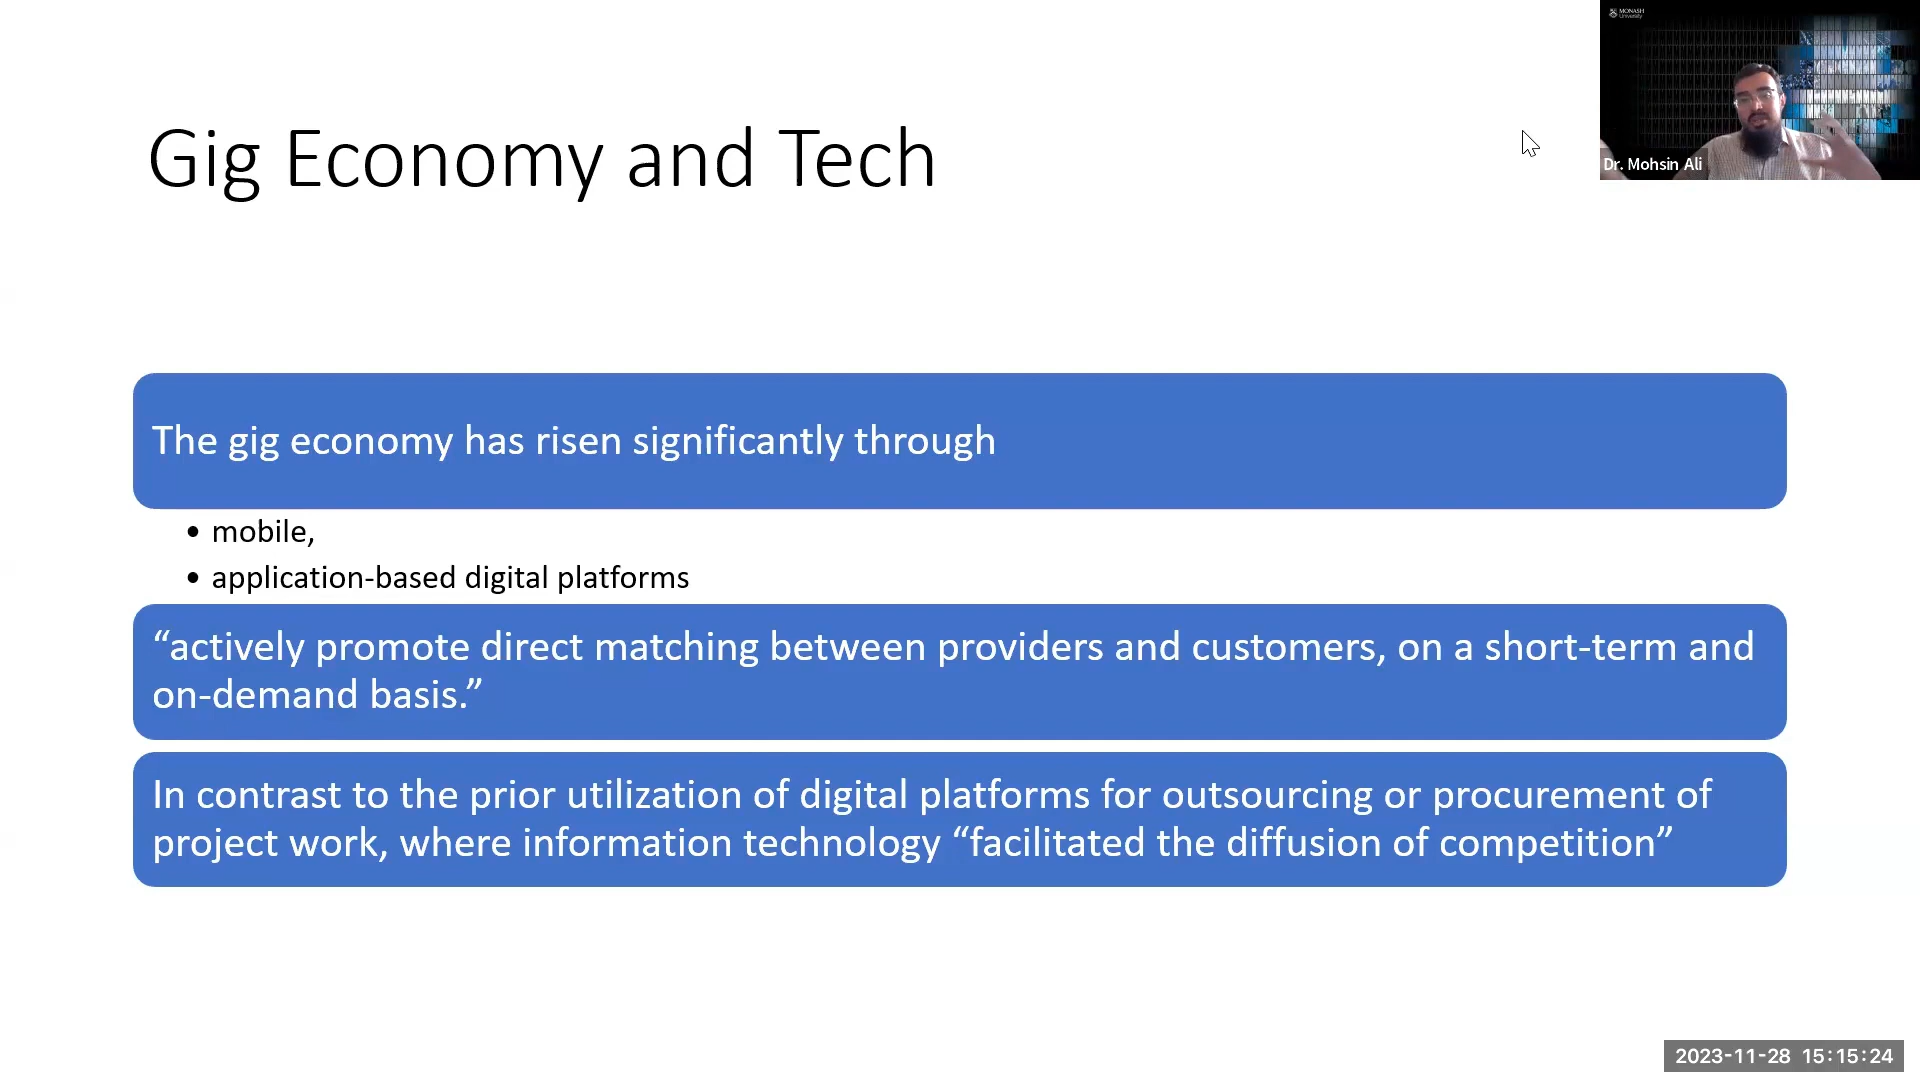 MONASH
University
Dr. Mohsin Ali
Gig Economy and Tech
The gig economy has risen significantly through
• mobile,
• application-based digital platforms
“actively promote direct matching between providers and customers, on a short-term and
on-demand basis.”
In contrast to the prior utilization of digital platforms for outsourcing or procurement of
project work, where information technology “facilitated the diffusion of competition”
2023-11-28 15:15:24